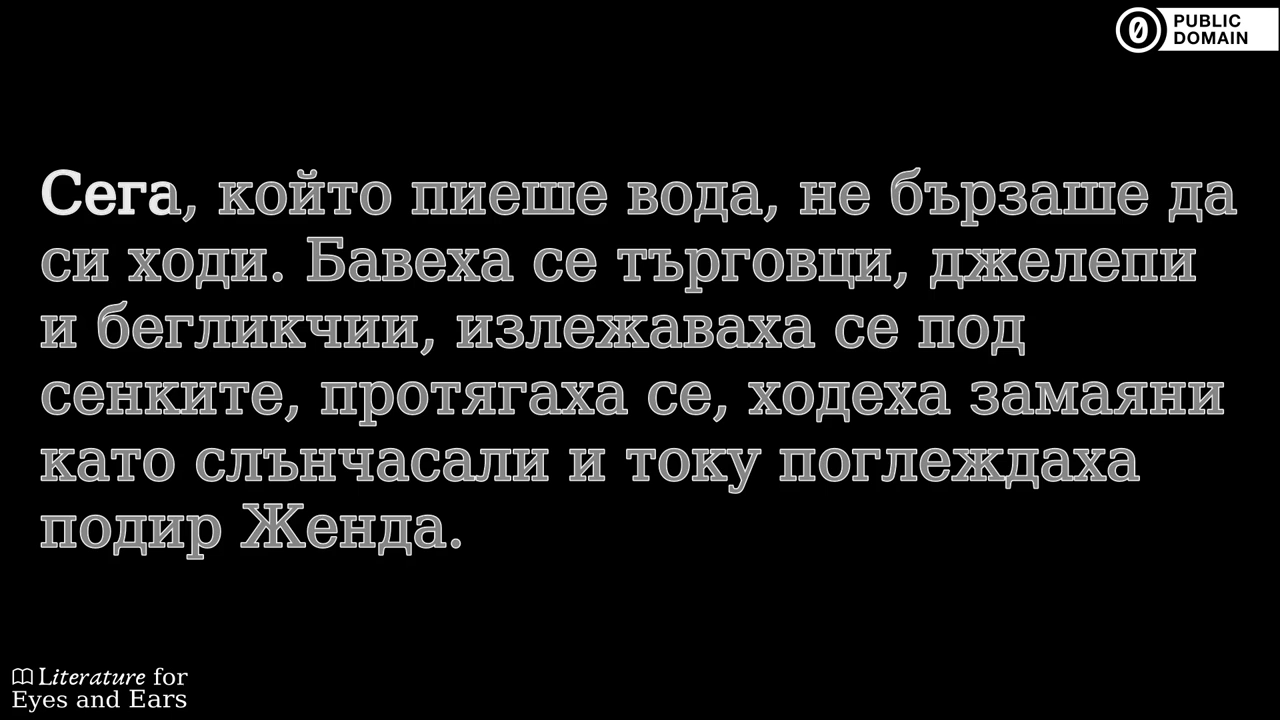 PUBLIC
DOMAIN
Сега, който пиеше вода, не бързаше да
си ходи. Бавеха се търговци, джелепи
и бегликчии, излежаваха се под
сенките, протягаха се, ходеха замаяни
като слънчасали и току поглеждаха
подир Женда.
Literature for
Eyes and Ears